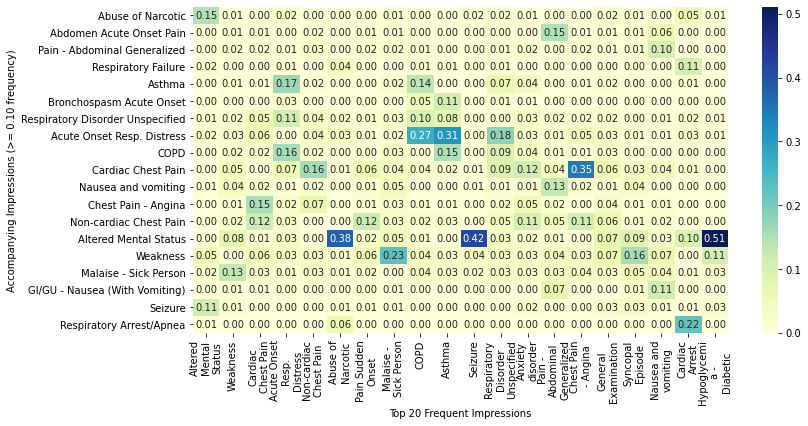 Abuse of Narcotic 0.15 0.01 0.00 0.02 0.00 0.00 0.00 0.01 0.00 0.00 0.02 0.00 0.02 0.00 0.00 0.02 0.01 0.00 0.05 0.01
Abdomen Acute Onset Pain 0.00 0.01 0.01 0.00 0.02 0.00 0.01 0.01 0.00 0.00 0.00 0.00 0.01 0.15 0.01 0.01 0.01 0.06 0.00 0.00
Pain - Abdominal Generalized 0.00 0.02 0.02 0.01 0.03 0.00 0.02 0.02 0.01 0.01 0.00 0.01 0.02 0.00 0.02 0.01 0.01 0.10 0.00 0.00
Respiratory Failure 0.02 0.01 0.00 0.00 0.00 0.04 0.00 0.00 0.01 0.01 0.01 0.00 0.00 0.00 0.00 0.00 0.00 0.00 0.11 0.00
Asthma 0.00 0.01 0.01 0.17 0.02 0.00 0.00 0.02 0.14 0.00 0.00 0.07 0.04 0.01 0.00 0.02 0.00 0.00 0.01 0.00
Bronchospasm Acute Onset 0.00 0.00 0.00 0.03 0.00 0.00 0.00 0.00 0.05 0.11 0.00 0.01 0.01 0.00 0.00 0.00 0.00 0.00 0.00 0.00
Respiratory Disorder Unspecified 0.01 0.02 0.05 0.11 0.04 0.02 0.01 0.03 0.10 0.08 0.00 0.00 0.03 0.02 0.02 0.02 0.01 0.01 0.02 0.00
Acute Onset Resp. Distress 0.02 0.03 0.06 0.00 0.04 0.03 0.01 0.02 0.27 0.31 0.02 0.18 0.03 0.01 0.05 0.03 0.01 0.01 0.03 0.01
COPD 0.00 0.02 0.02 0.16 0.02 0.00 0.00 0.03 0.00 0.15 0.00 0.09 0.04 0.01 0.01 0.03 0.00 0.00 0.02 0.00
Cardiac Chest Pain 0.00 0.05 0.00 0.07 0.16 0.01 0.06 0.04 0.04 0.02 0.01 0.09 0.12 0.04 0.35 0.06 0.03 0.04 0.01 0.00
Nausea and vomiting 0.01 0.04 0.02 0.01 0.02 0.00 0.01 0.05 0.00 0.00 0.01 0.01 0.01 0.13 0.02 0.01 0.04 0.00 0.00 0.01
Chest Pain - Angina 0.00 0.01 0.15 0.02 0.07 0.00 0.01 0.03 0.01 0.01 0.00 0.02 0.05 0.02 0.00 0.04 0.01 0.01 0.01 0.00
Non-cardiac Chest Pain 0.00 0.02 0.12 0.03 0.00 0.00 0.12 0.03 0.02 0.03 0.00 0.05 0.11 0.05 0.11 0.06 0.01 0.02 0.00 0.00
Altered Mental Status 0.00 0.08 0.01 0.03 0.00 0.38 0.02 0.05 0.01 0.00 0.42 0.03 0.02 0.01 0.00 0.07 0.09 0.03 0.10 0.51
Weakness 0.05 0.00 0.06 0.03 0.03 0.01 0.06 0.23 0.04 0.03 0.04 0.03 0.03 0.04 0.03 0.07 0.16 0.07 0.00 0.11
Malaise - Sick Person 0.02 0.13 0.03 0.01 0.03 0.01 0.02 0.00 0.04 0.03 0.02 0.03 0.03 0.04 0.03 0.04 0.05 0.04 0.01 0.03
GI/GU - Nausea (With Vomiting) 0.00 0.01 0.01 0.00 0.01 0.00 0.00 0.02 0.00 0.00 0.00 0.00 0.00 0.07 0.00 0.00 0.01 0.11 0.00 0.00
Seizure 0.11 0.01 0.00 0.00 0.00 0.01 0.01 0.01 0.00 0.00 0.00 0.00 0.02 0.00 0.00 0.03 0.03 0.01 0.01 0.03
Respiratory Arrest/Apnea 0.01 0.00 0.00 0.00 0.00 0.06 0.00 0.00 0.00 0.00 0.00 0.00 0.00 0.00 0.00 0.00 0.00 0.00 0.22 0.00
Accompanying Impressions (>= 0.10 frequency)
Altered
Mental
Status
Weakness
Cardiac
Chest Pain
Acute Onset
Resp.
Distress
Non-cardiac
Chest Pain
Abuse of
Narcotic
Pain Sudden
Onset
Malaise -
Sick Person
COPD
Asthma
Seizure
Respiratory
Disorder
Unspecified
Anxiety
disorder
Pain -
Abdominal
Generalized
Chest Pain
- Angina
General
Examination
Syncopal
Episode
Nausea and
vomiting
Cardiac
Arrest
Hypoglycemi
a -
Diabetic
Top 20 Frequent Impressions
0.5
0.4
0.3
0.2
0.1
0.0